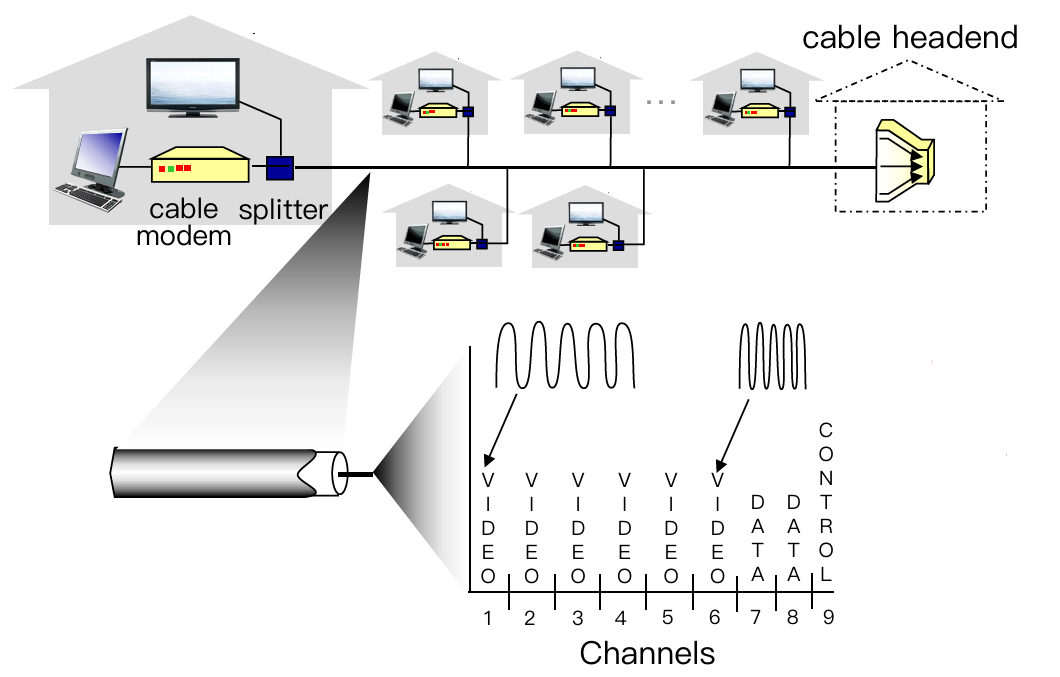 cable headend
cable
modem
splitter
...
VIDEO
VIDEO
VIDEO
VIDEO
VIDEO
VIDEO
DATA
DATA
CONTROL
1 2 3 4 5 6 7 8 9
Channels